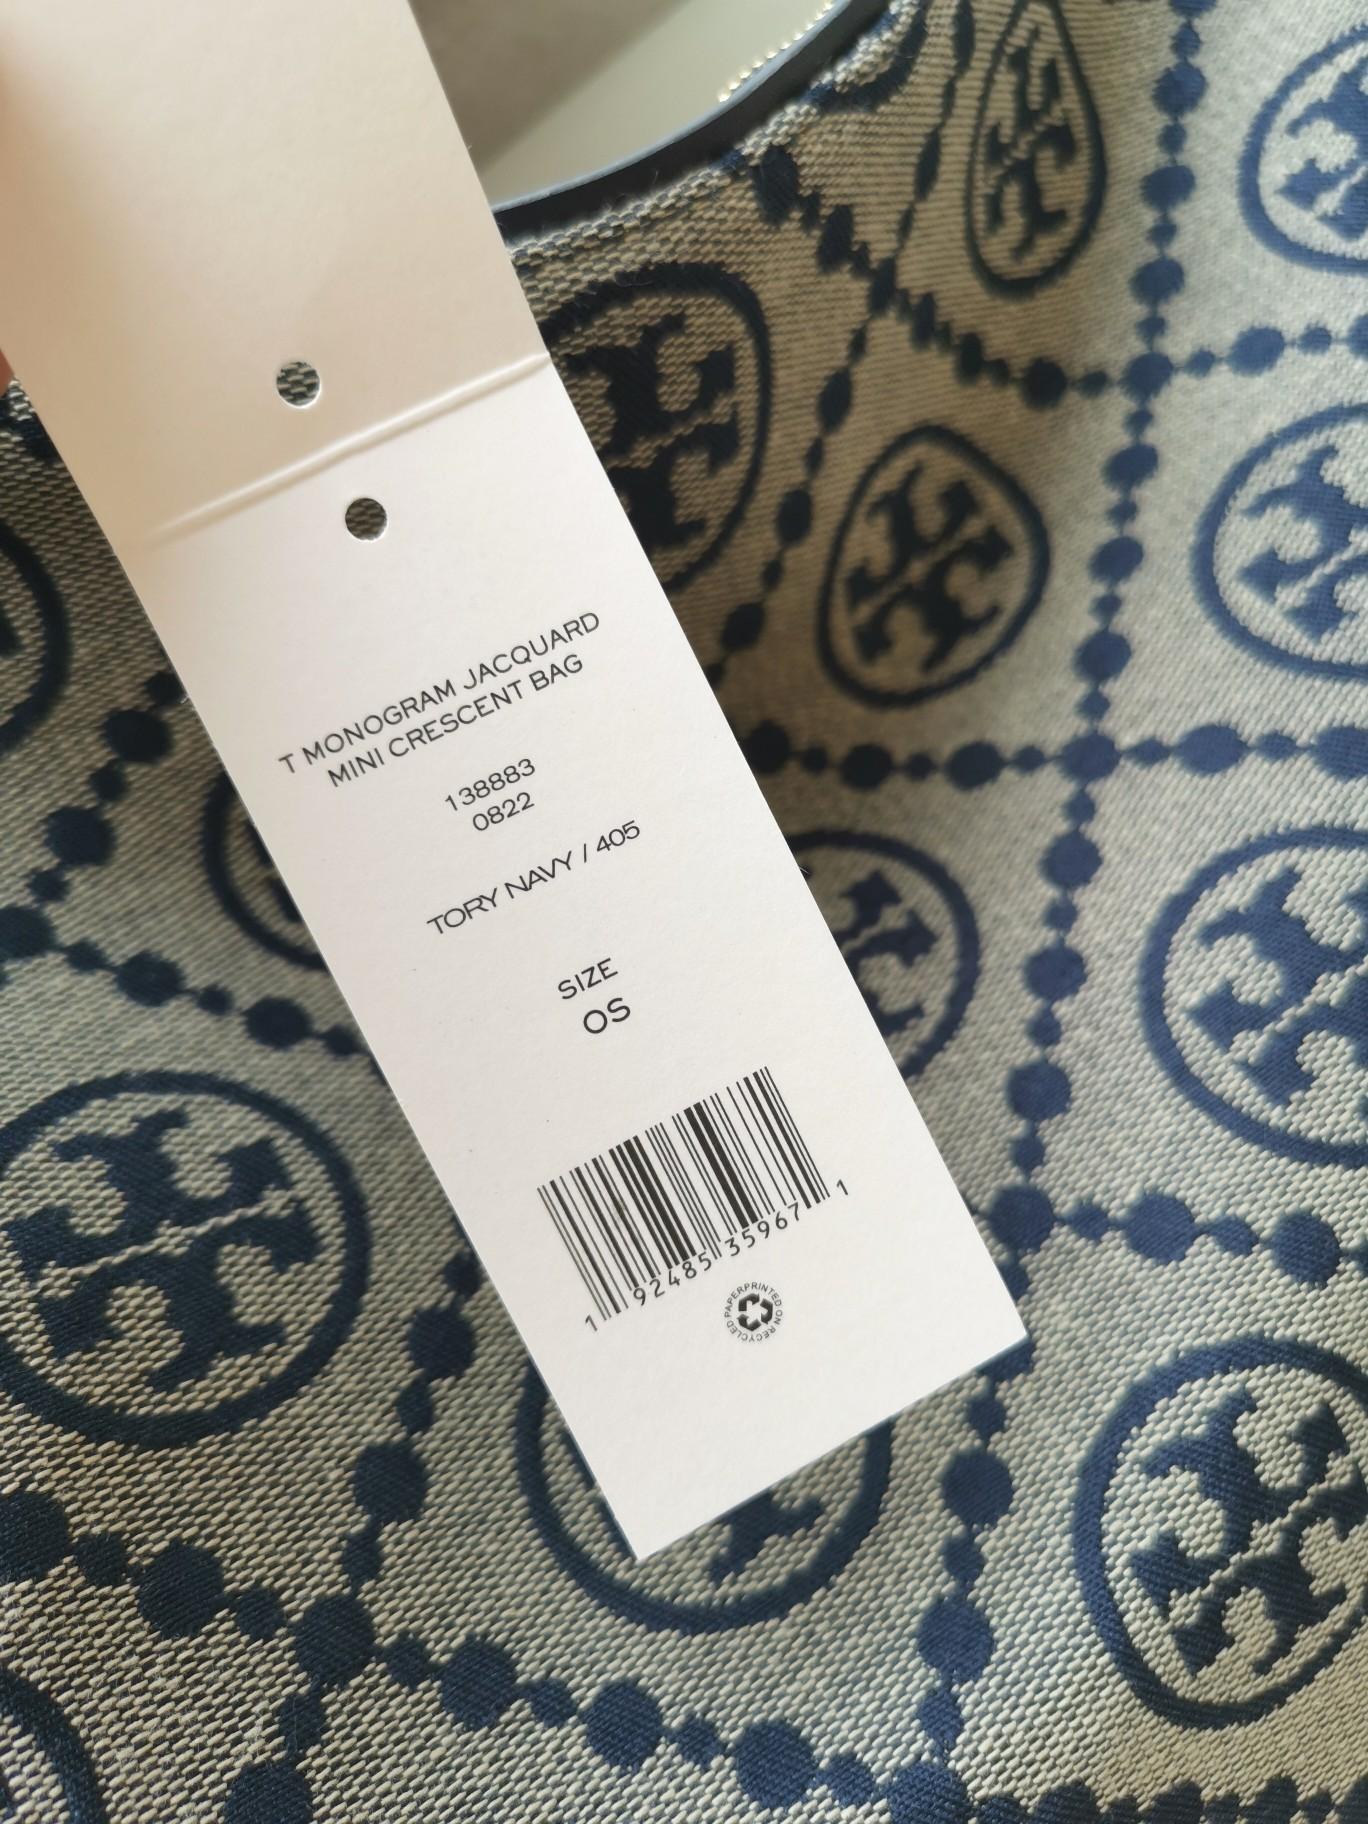 T MONOGRAM JACQUARD
MINI CRESCENT BAG
138883
0822
TORY NAVY / 405
SIZE
OS
1 92485 35967 1
PRINTED ON RECYCLED PAPER